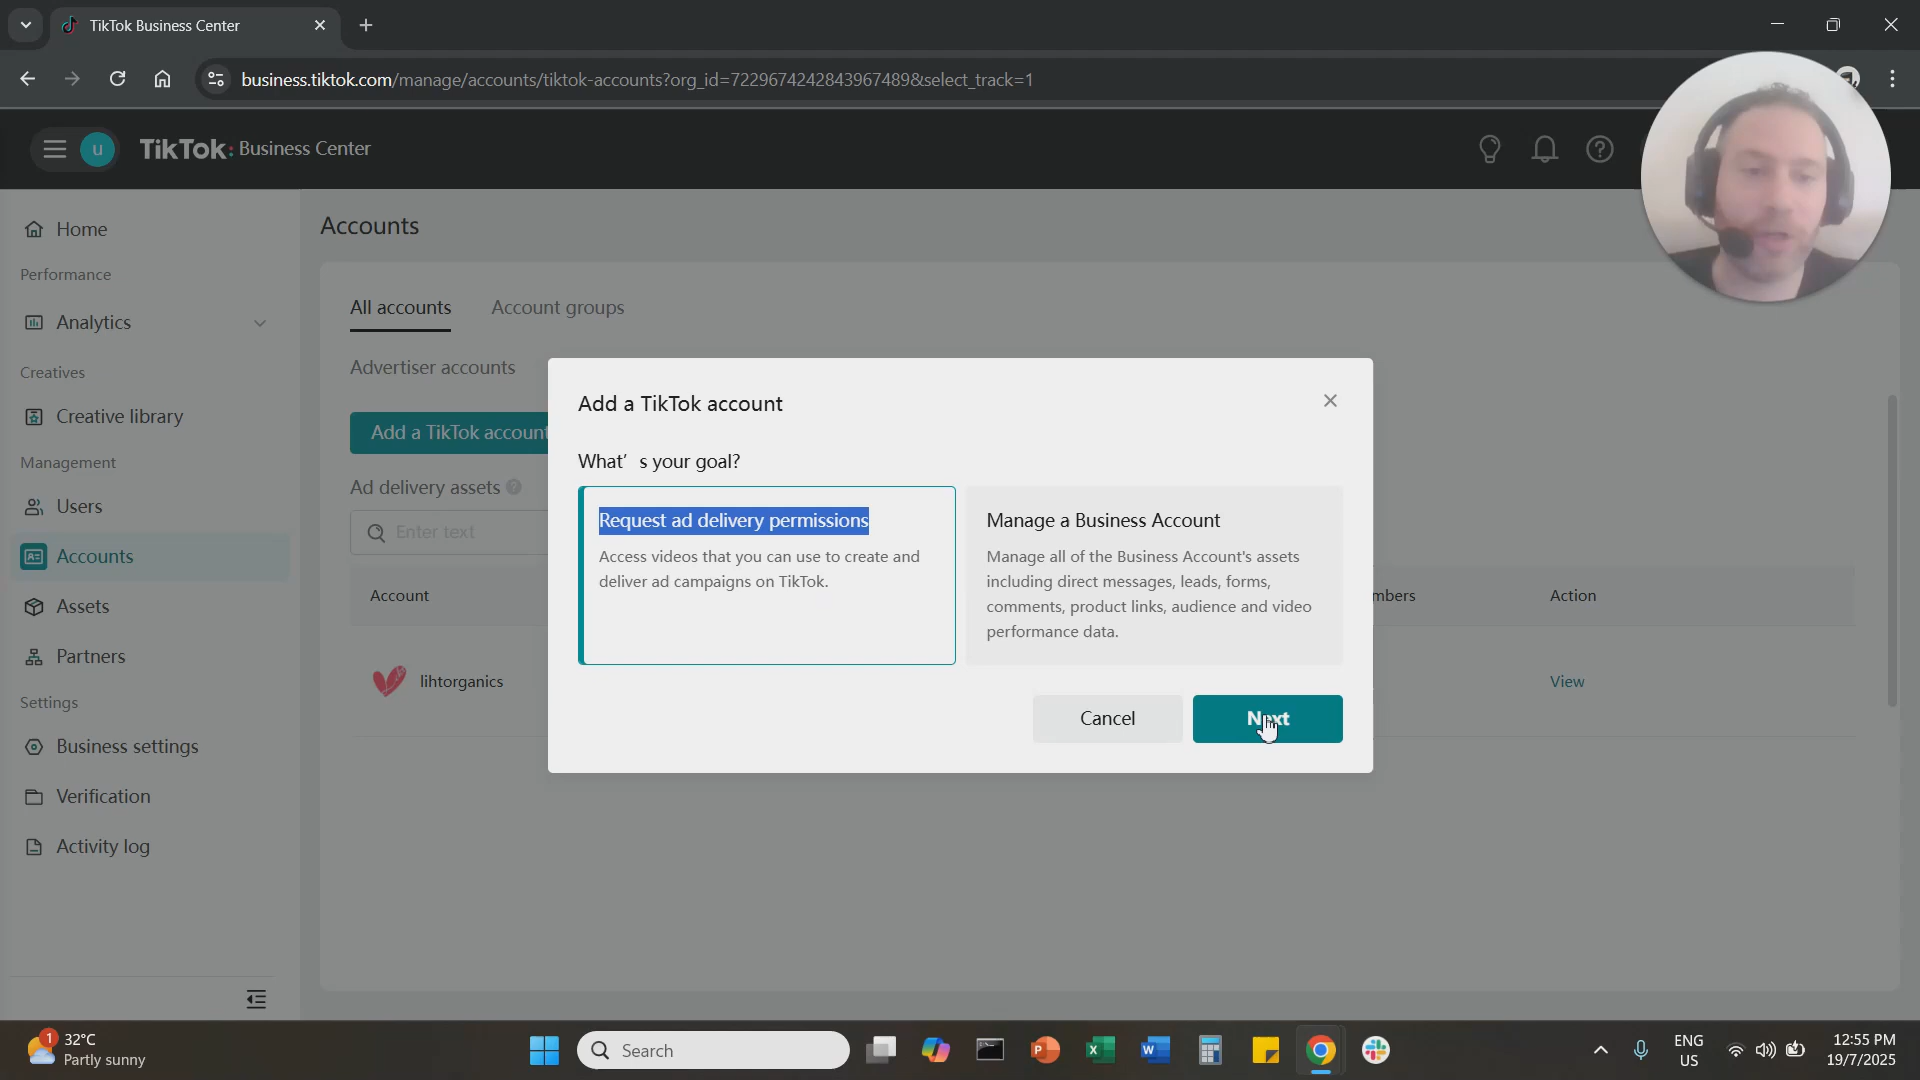 TikTok Business Center
business.tiktok.com/manage/accounts/tiktok-accounts?org_id=7229674242843967489&select_track=1
u
TikTok: Business Center
Home
Performance
Analytics
Creatives
Creative library
Management
Users
Accounts
Assets
Partners
Settings
Business settings
Verification
Activity log
Accounts
All accounts
Account groups
Advertiser accounts
Add a TikTok account
Ad delivery assets
Enter text
Account
mbers
Action
lihtorganics
View
Add a TikTok account
What’ s your goal?
Request ad delivery permissions
Access videos that you can use to create and
deliver ad campaigns on TikTok.
Manage a Business Account
Manage all of the Business Account's assets
including direct messages, leads, forms,
comments, product links, audience and video
performance data.
Cancel
Next
1
32°C
Partly sunny
Search
ENG
US
12:55 PM
19/7/2025